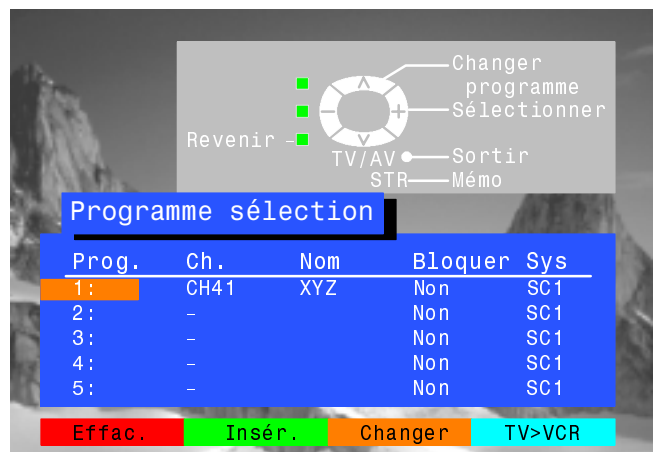 Changer
programme
Sélectionner
Revenir
TV/AV Sortir
STR Mémo
Programme sélection
Prog. Ch. Nom Bloquer Sys
1: CH41 XYZ Non SC1
2: - Non SC1
3: - Non SC1
4: - Non SC1
5: - Non SC1
Effac. Insér. Changer TV>VCR